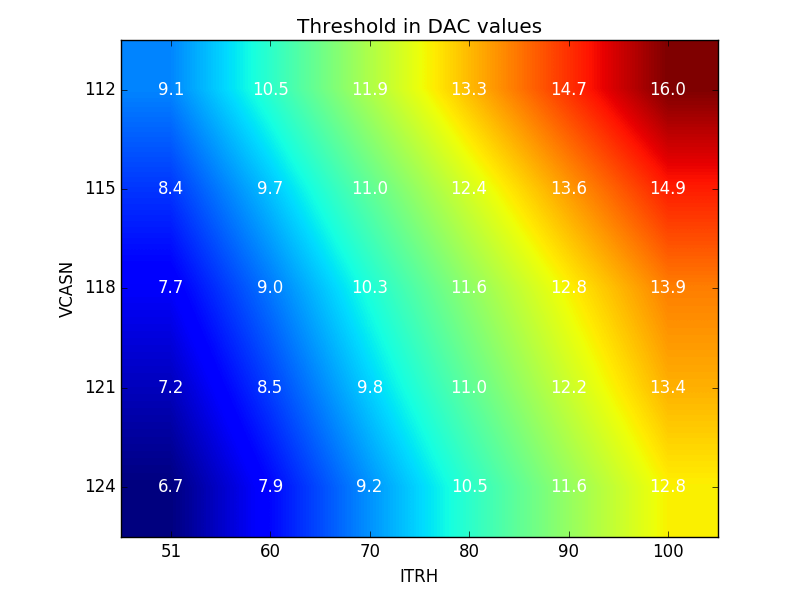 Threshold in DAC values
112 9.1 10.5 11.9 13.3 14.7 16.0
115 8.4 9.7 11.0 12.4 13.6 14.9
VCASN
118 7.7 9.0 10.3 11.6 12.8 13.9
121 7.2 8.5 9.8 11.0 12.2 13.4
124 6.7 7.9 9.2 10.5 11.6 12.8
51 60 70 80 90 100
ITRH